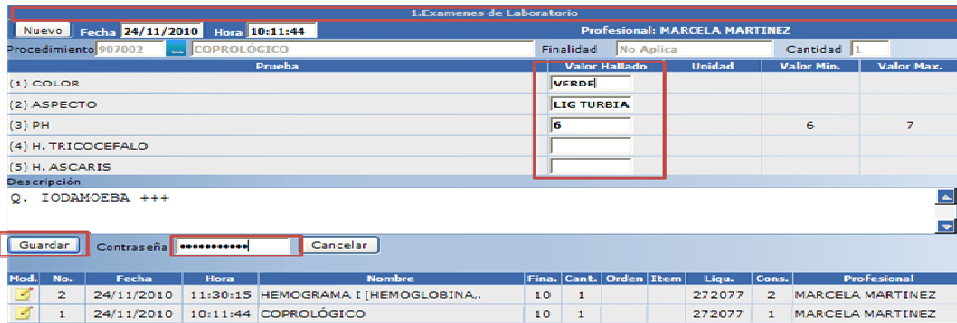 1.Examenes de Laboratorio
Nuevo Fecha 24/11/2010 Hora 10:11:44 Profesional: MARCELA MARTINEZ
Procedimiento 907002 ... COPROLÓGICO Finalidad No Aplica Cantidad 1
Prueba Valor Hallado Unidad Valor Min. Valor Max.
(1) COLOR VERDE
(2) ASPECTO LIG TURBIA
(3) PH 6 6 7
(4) H. TRICOCEFALO
(5) H. ASCARIS
Descripción
Q. IODAMOEBA +++
Guardar Contraseña ••••••••••• Cancelar
Mod. No. Fecha Hora Nombre Fina. Cant. Orden Item Liqu. Cons. Profesional
2 24/11/2010 11:30:15 HEMOGRAMA I [HEMOGLOBINA,. 10 1 272077 2 MARCELA MARTINEZ
1 24/11/2010 10:11:44 COPROLÓGICO 10 1 272077 1 MARCELA MARTINEZ